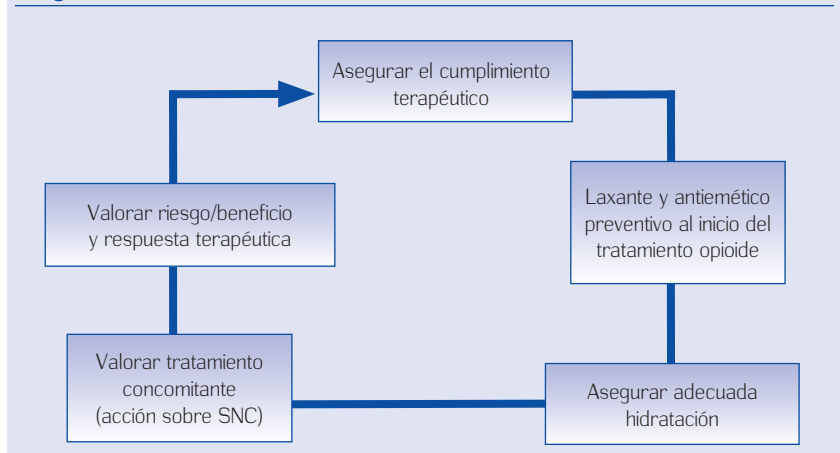 Asegurar el cumplimiento
terapéutico
Laxante y antiemético
preventivo al inicio del
tratamiento opioide
Asegurar adecuada
hidratación
Valorar tratamiento
concomitante
(acción sobre SNC)
Valorar riesgo/beneficio
y respuesta terapéutica